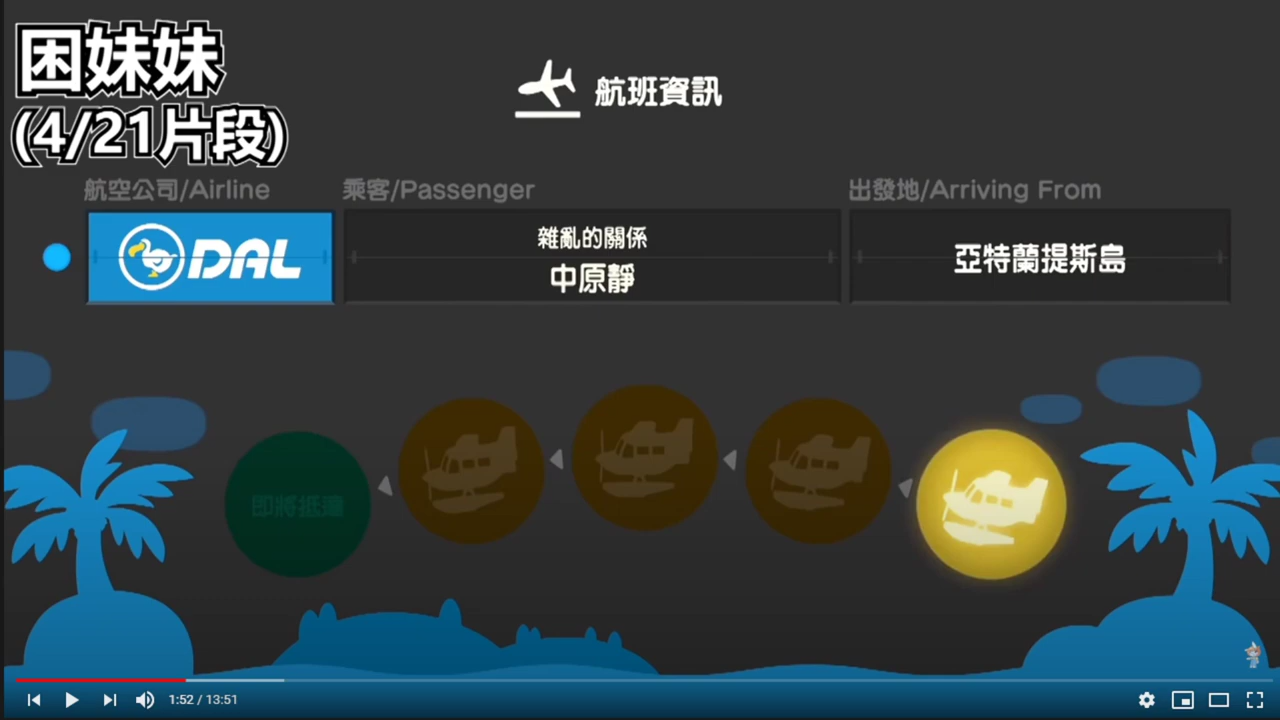 困妹妹
(4/21片段)
航班資訊
航空公司/Airline
乘客/Passenger
出發地/Arriving From
DAL
雜亂的關係
中原靜
亞特蘭提斯島
即將抵達
1:52 / 13:51